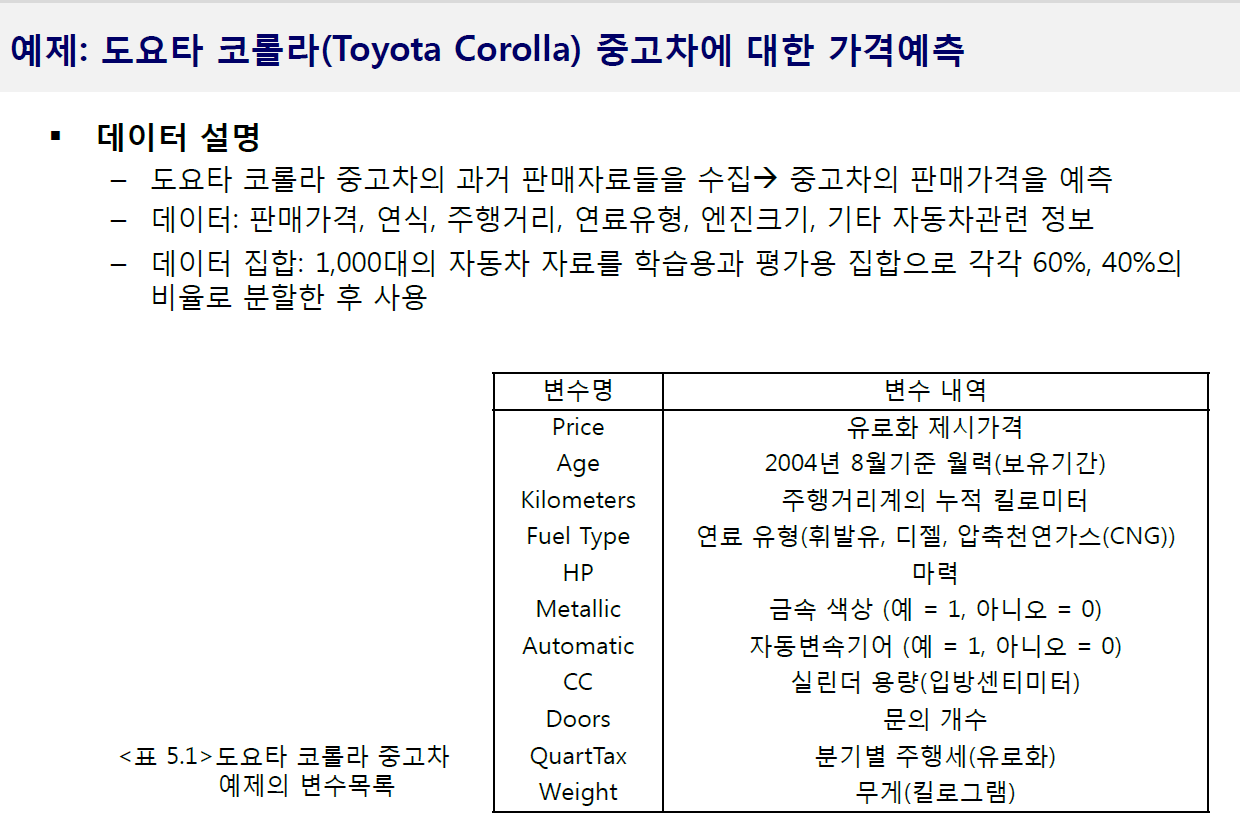 예제: 도요타 코롤라(Toyota Corolla) 중고차에 대한 가격예측
▪ 데이터 설명
– 도요타 코롤라 중고차의 과거 판매자료들을 수집→ 중고차의 판매가격을 예측
– 데이터: 판매가격, 연식, 주행거리, 연료유형, 엔진크기, 기타 자동차관련 정보
– 데이터 집합: 1,000대의 자동차 자료를 학습용과 평가용 집합으로 각각 60%, 40%의
비율로 분할한 후 사용
변수명 변수 내역
Price 유로화 제시가격
Age 2004년 8월기준 월력(보유기간)
Kilometers 주행거리계의 누적 킬로미터
Fuel Type 연료 유형(휘발유, 디젤, 압축천연가스(CNG))
HP 마력
Metallic 금속 색상 (예 = 1, 아니오 = 0)
Automatic 자동변속기어 (예 = 1, 아니오 = 0)
CC 실린더 용량(입방센티미터)
Doors 문의 개수
QuartTax 분기별 주행세(유로화)
Weight 무게(킬로그램)
<표 5.1>도요타 코롤라 중고차
예제의 변수목록